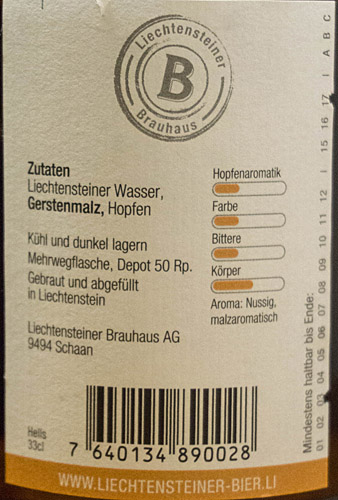 Liechtensteiner
B
Brauhaus
Zutaten
Liechtensteiner Wasser,
Gerstenmalz, Hopfen
Kühl und dunkel lagern
Mehrwegflasche, Depot 50 Rp.
Gebraut und abgefüllt
in Liechtenstein
Liechtensteiner Brauhaus AG
9494 Schaan
Hopfenaromatik
Farbe
Bittere
Körper
Aroma: Nussig,
malzaromatisch
Mindestens haltbar bis Ende:
01 02 03 04 05 06 07 08 09 10 11 12 | 15 16 17 | A B C
Hells
33cl
7 640134 890028
WWW.LIECHTENSTEINER-BIER.LI